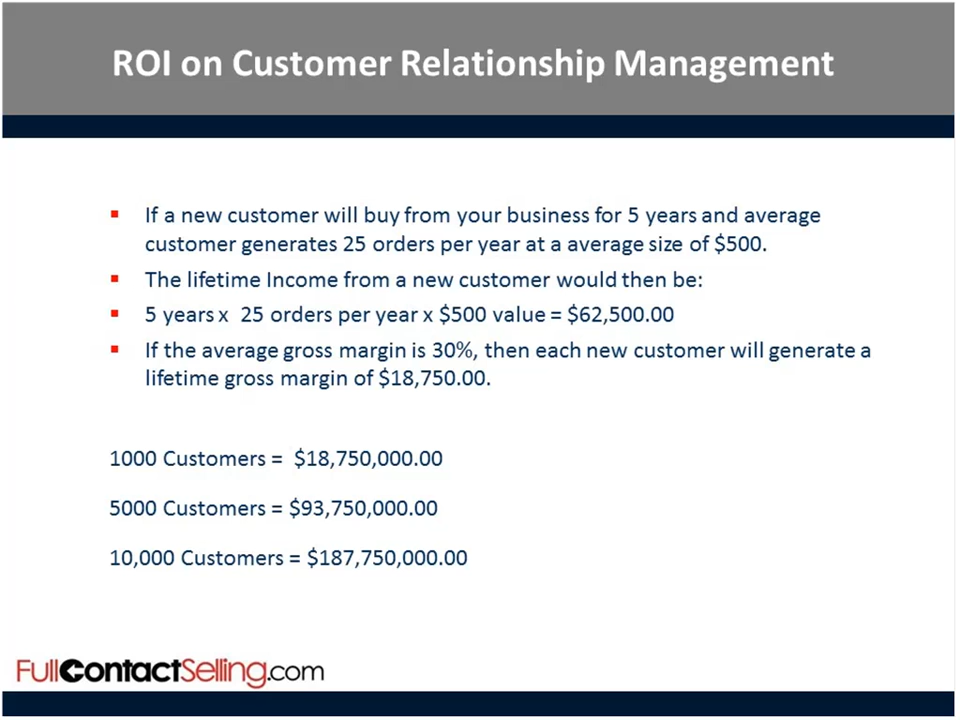 ROI on Customer Relationship Management
▪ If a new customer will buy from your business for 5 years and average
customer generates 25 orders per year at a average size of $500.
▪ The lifetime Income from a new customer would then be:
▪ 5 years x 25 orders per year x $500 value = $62,500.00
▪ If the average gross margin is 30%, then each new customer will generate a
lifetime gross margin of $18,750.00.
1000 Customers = $18,750,000.00
5000 Customers = $93,750,000.00
10,000 Customers = $187,750,000.00
FullContactSelling.com